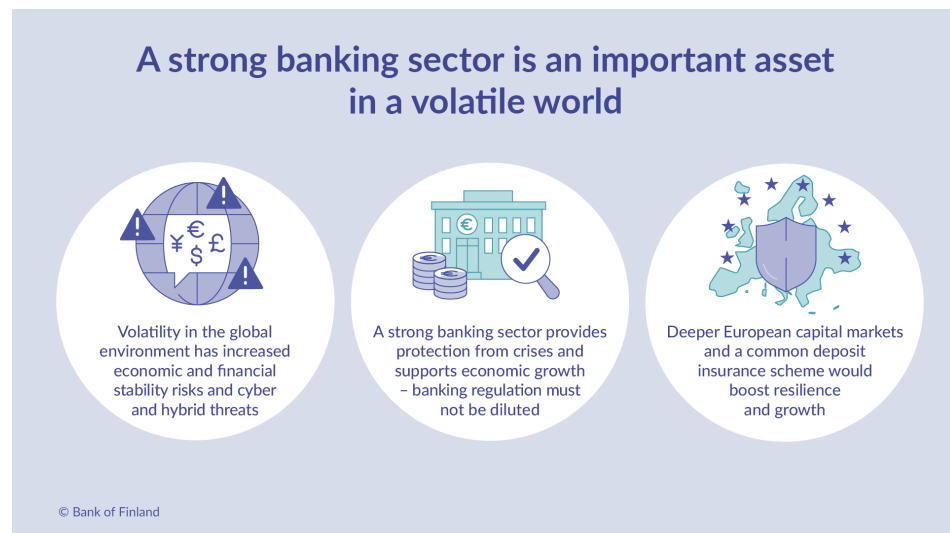 A strong banking sector is an important asset
in a volatile world
¥ € $ £
€
€
€
Volatility in the global
environment has increased
economic and financial
stability risks and cyber
and hybrid threats
A strong banking sector provides
protection from crises and
supports economic growth
– banking regulation must
not be diluted
Deeper European capital markets
and a common deposit
insurance scheme would
boost resilience
and growth
© Bank of Finland